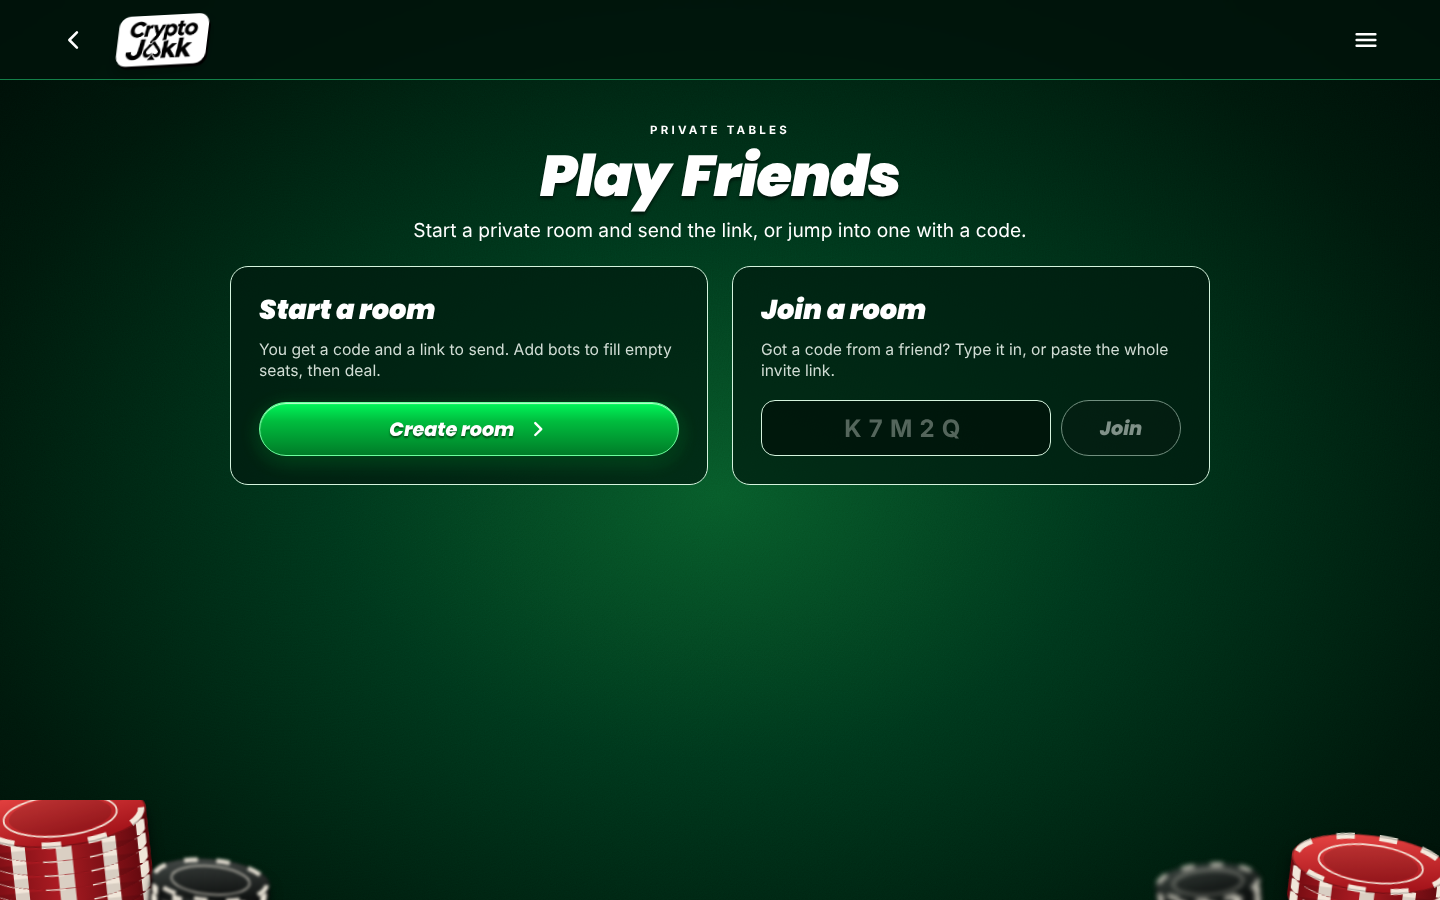 Crypto
Jokk
PRIVATE TABLES
Play Friends
Start a private room and send the link, or jump into one with a code.
Start a room
You get a code and a link to send. Add bots to fill empty
seats, then deal.
Create room
Join a room
Got a code from a friend? Type it in, or paste the whole
invite link.
K7M2Q
Join